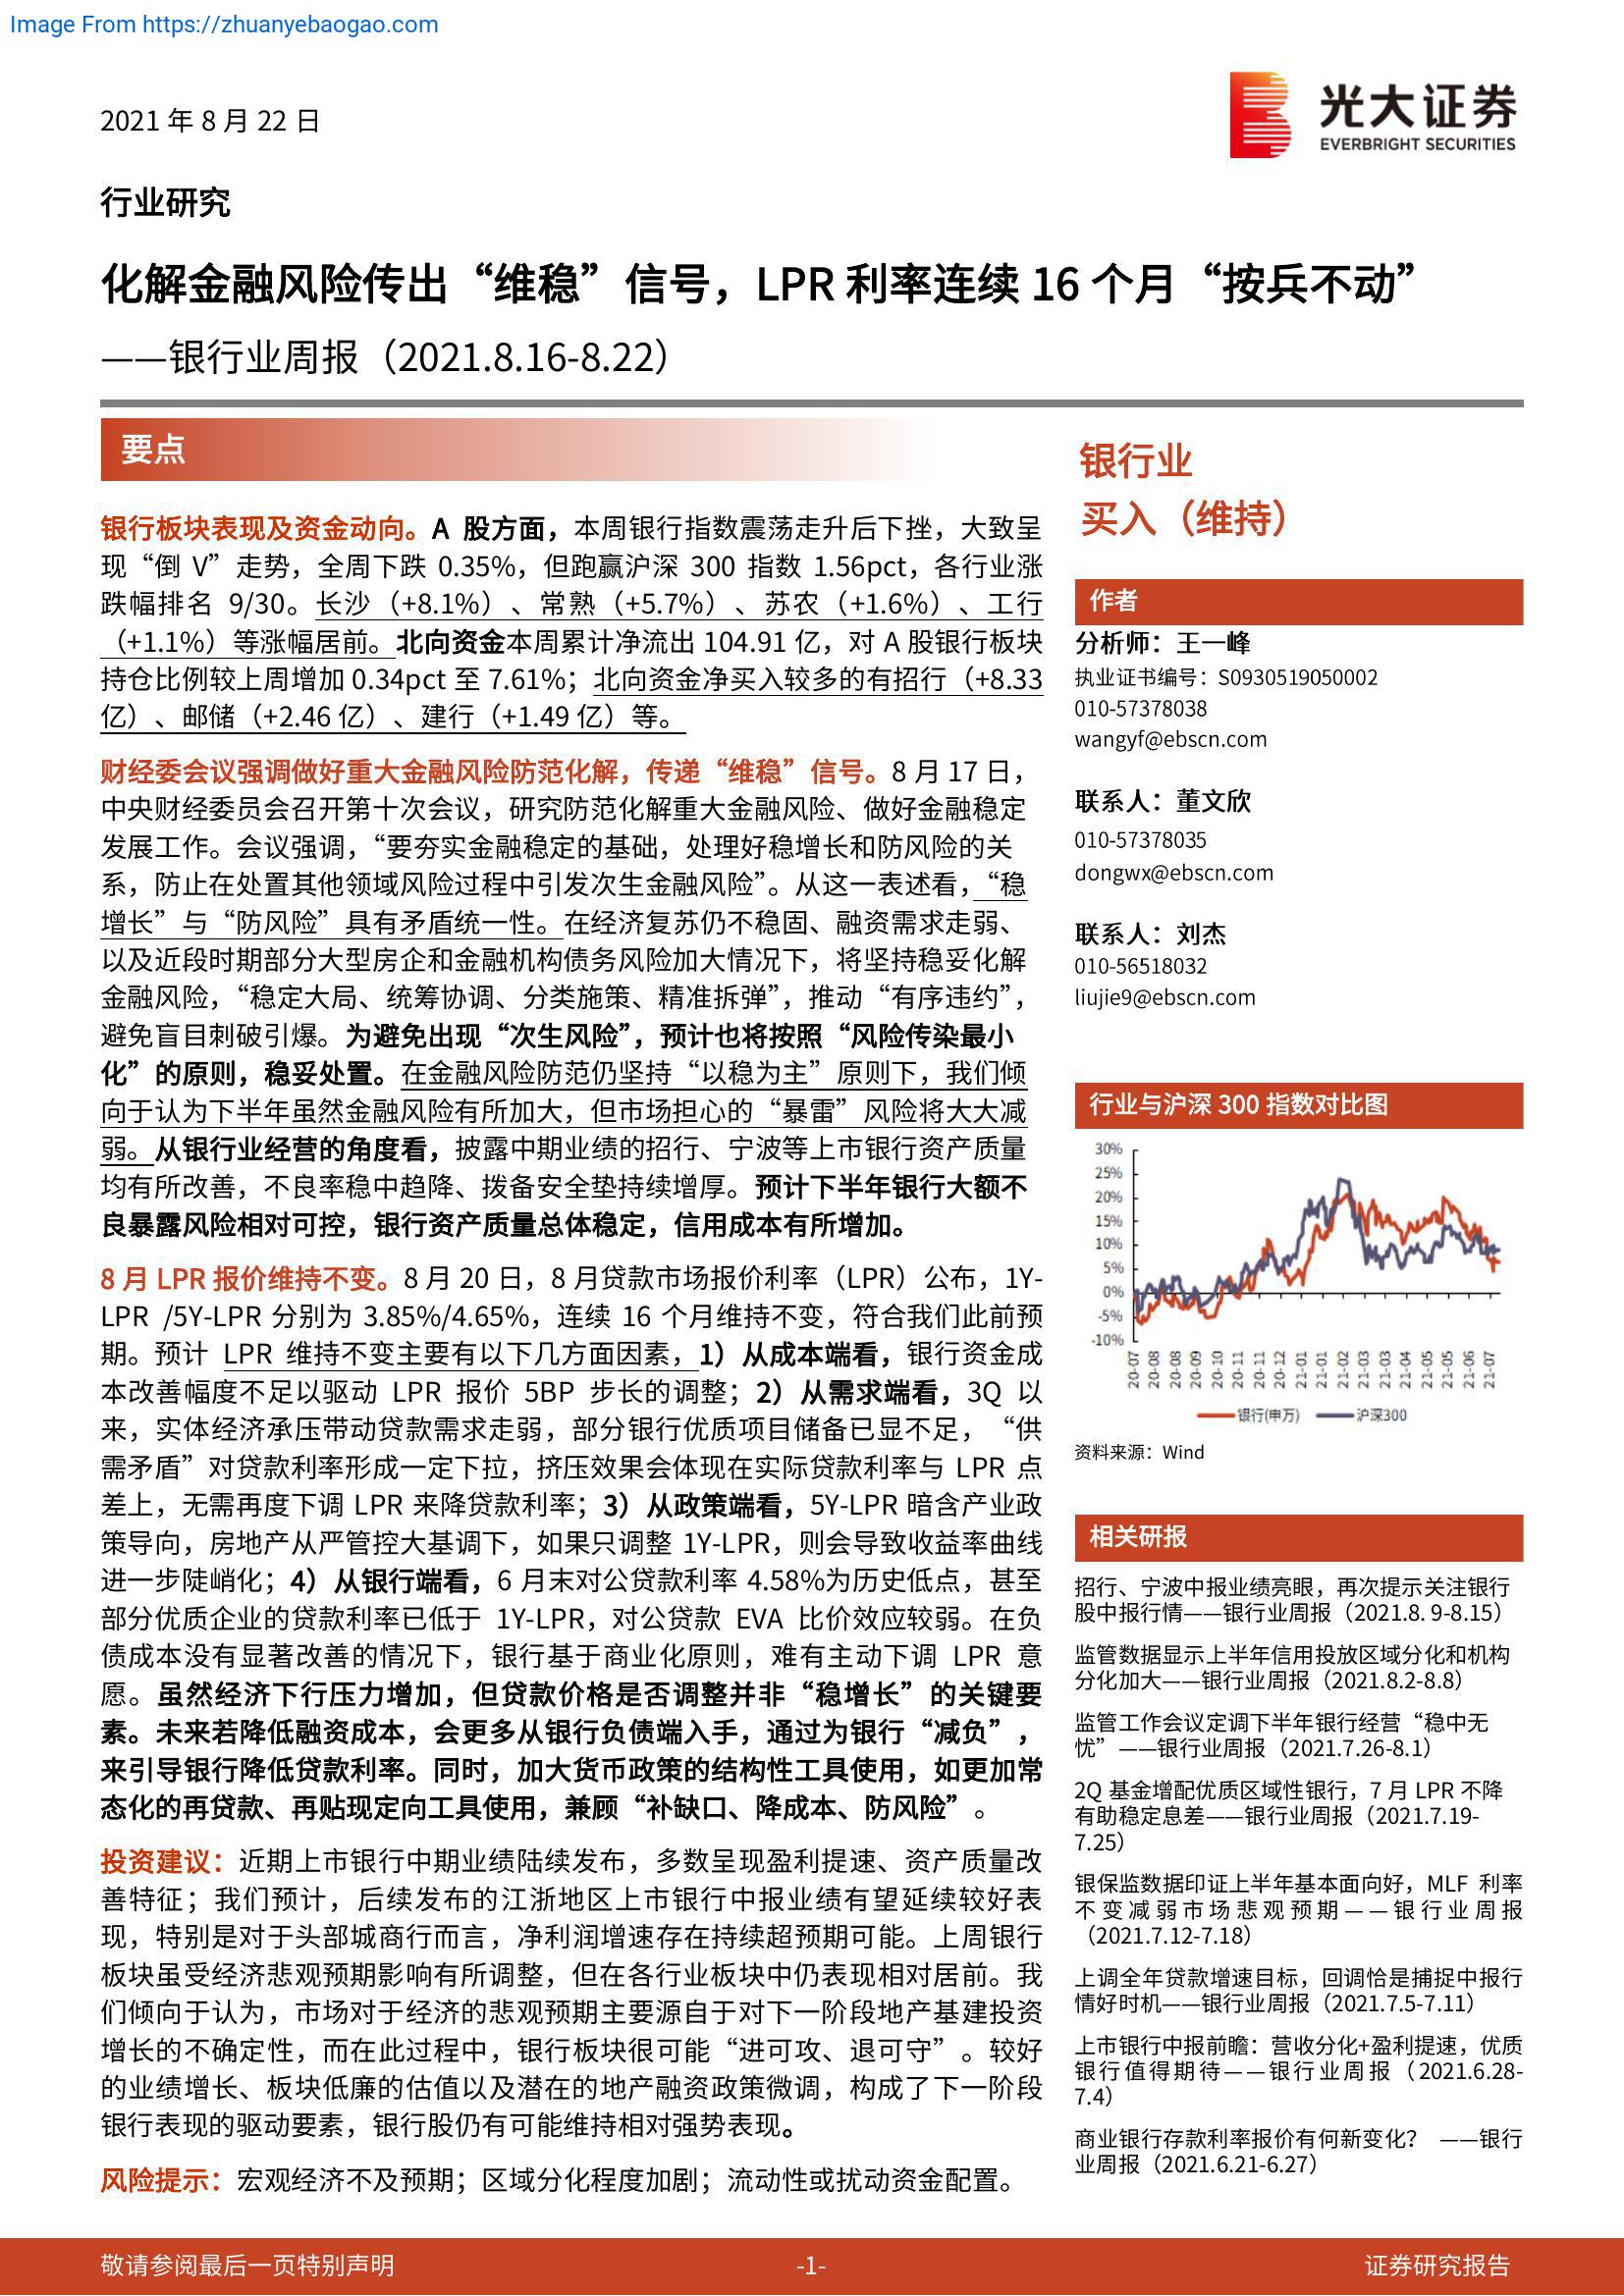 Image From https://zhuanyebaogao.com
2021 年 8 月 22 日
光大证券
EVERBRIGHT SECURITIES
行业研究
化解金融风险传出“维稳”信号，LPR 利率连续 16 个月“按兵不动”
——银行业周报（2021.8.16-8.22）
要点
银行板块表现及资金动向。A 股方面，本周银行指数震荡走升后下挫，大致呈
现“倒 V”走势，全周下跌 0.35%，但跑赢沪深 300 指数 1.56pct，各行业涨
跌幅排名 9/30。长沙（+8.1%）、常熟（+5.7%）、苏农（+1.6%）、工行
（+1.1%）等涨幅居前。北向资金本周累计净流出 104.91 亿，对 A 股银行板块
持仓比例较上周增加 0.34pct 至 7.61%；北向资金净买入较多的有招行（+8.33
亿）、邮储（+2.46 亿）、建行（+1.49 亿）等。
财经委会议强调做好重大金融风险防范化解，传递“维稳”信号。8 月 17 日，
中央财经委员会召开第十次会议，研究防范化解重大金融风险、做好金融稳定
发展工作。会议强调，“要夯实金融稳定的基础，处理好稳增长和防风险的关
系，防止在处置其他领域风险过程中引发次生金融风险”。从这一表述看，“稳
增长”与“防风险”具有矛盾统一性。在经济复苏仍不稳固、融资需求走弱、
以及近段时期部分大型房企和金融机构债务风险加大情况下，将坚持稳妥化解
金融风险，“稳定大局、统筹协调、分类施策、精准拆弹”，推动“有序违约”，
避免盲目刺破引爆。为避免出现“次生风险”，预计也将按照“风险传染最小
化”的原则，稳妥处置。在金融风险防范仍坚持“以稳为主”原则下，我们倾
向于认为下半年虽然金融风险有所加大，但市场担心的“暴雷”风险将大大减
弱。从银行业经营的角度看，披露中期业绩的招行、宁波等上市银行资产质量
均有所改善，不良率稳中趋降、拨备安全垫持续增厚。预计下半年银行大额不
良暴露风险相对可控，银行资产质量总体稳定，信用成本有所增加。
8 月 LPR 报价维持不变。8 月 20 日，8 月贷款市场报价利率（LPR）公布，1Y-
LPR /5Y-LPR 分别为 3.85%/4.65%，连续 16 个月维持不变，符合我们此前预
期。预计 LPR 维持不变主要有以下几方面因素，1）从成本端看，银行资金成
本改善幅度不足以驱动 LPR 报价 5BP 步长的调整；2）从需求端看，3Q 以
来，实体经济承压带动贷款需求走弱，部分银行优质项目储备已显不足，“供
需矛盾”对贷款利率形成一定下拉，挤压效果会体现在实际贷款利率与 LPR 点
差上，无需再度下调 LPR 来降贷款利率；3）从政策端看，5Y-LPR 暗含产业政
策导向，房地产从严管控大基调下，如果只调整 1Y-LPR，则会导致收益率曲线
进一步陡峭化；4）从银行端看，6 月末对公贷款利率 4.58%为历史低点，甚至
部分优质企业的贷款利率已低于 1Y-LPR，对公贷款 EVA 比价效应较弱。在负
债成本没有显著改善的情况下，银行基于商业化原则，难有主动下调 LPR 意
愿。虽然经济下行压力增加，但贷款价格是否调整并非“稳增长”的关键要
素。未来若降低融资成本，会更多从银行负债端入手，通过为银行“减负”，
来引导银行降低贷款利率。同时，加大货币政策的结构性工具使用，如更加常
态化的再贷款、再贴现定向工具使用，兼顾“补缺口、降成本、防风险”。
投资建议：近期上市银行中期业绩陆续发布，多数呈现盈利提速、资产质量改
善特征；我们预计，后续发布的江浙地区上市银行中报业绩有望延续较好表
现，特别是对于头部城商行而言，净利润增速存在持续超预期可能。上周银行
板块虽受经济悲观预期影响有所调整，但在各行业板块中仍表现相对居前。我
们倾向于认为，市场对于经济的悲观预期主要源自于对下一阶段地产基建投资
增长的不确定性，而在此过程中，银行板块很可能“进可攻、退可守”。较好
的业绩增长、板块低廉的估值以及潜在的地产融资政策微调，构成了下一阶段
银行表现的驱动要素，银行股仍有可能维持相对强势表现。
风险提示：宏观经济不及预期；区域分化程度加剧；流动性或扰动资金配置。
银行业
买入（维持）
作者
分析师：王一峰
执业证书编号：S0930519050002
010-57378038
wangyf@ebscn.com
联系人：董文欣
010-57378035
dongwx@ebscn.com
联系人：刘杰
010-56518032
liujie9@ebscn.com
行业与沪深 300 指数对比图
30%
25%
20%
15%
10%
5%
0%
-5%
-10%
20-07
20-08
20-08
20-09
20-10
20-11
20-11
20-12
21-01
21-01
21-02
21-03
21-03
21-04
21-05
21-05
21-06
21-07
银行(申万)
沪深300
资料来源：Wind
相关研报
招行、宁波中报业绩亮眼，再次提示关注银行
股中报行情——银行业周报（2021.8. 9-8.15）
监管数据显示上半年信用投放区域分化和机构
分化加大——银行业周报（2021.8.2-8.8）
监管工作会议定调下半年银行经营“稳中无
忧”——银行业周报（2021.7.26-8.1）
2Q 基金增配优质区域性银行，7 月 LPR 不降
有助稳定息差——银行业周报（2021.7.19-
7.25）
银保监数据印证上半年基本面向好，MLF 利率
不变减弱市场悲观预期——银行业周报
（2021.7.12-7.18）
上调全年贷款增速目标，回调恰是捕捉中报行
情好时机——银行业周报（2021.7.5-7.11）
上市银行中报前瞻：营收分化+盈利提速，优质
银行值得期待——银行业周报（2021.6.28-
7.4）
商业银行存款利率报价有何新变化？ ——银行
业周报（2021.6.21-6.27）
敬请参阅最后一页特别声明
-1-
证券研究报告